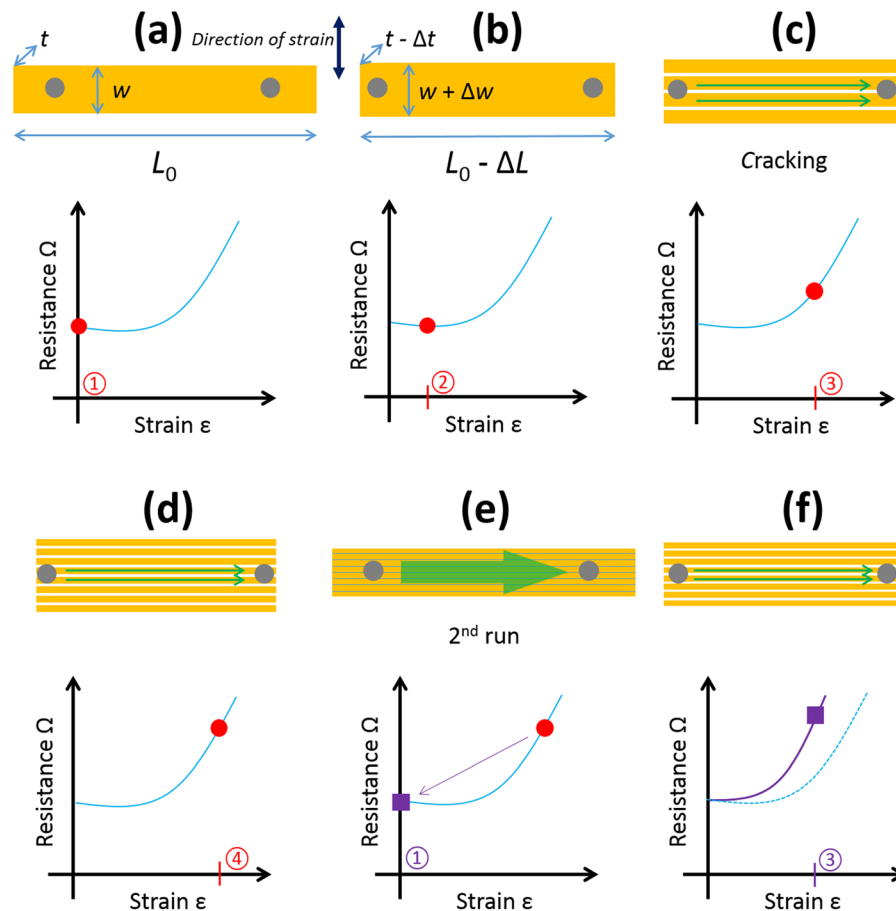 (a)
t
Direction of strain
w
L0
Resistance Ω
①
Strain ε
(b)
t - Δt
w + Δw
L0 - ΔL
Resistance Ω
②
Strain ε
(c)
Cracking
Resistance Ω
③
Strain ε
(d)
Resistance Ω
④
Strain ε
(e)
2nd run
Resistance Ω
①
Strain ε
(f)
Resistance Ω
③
Strain ε